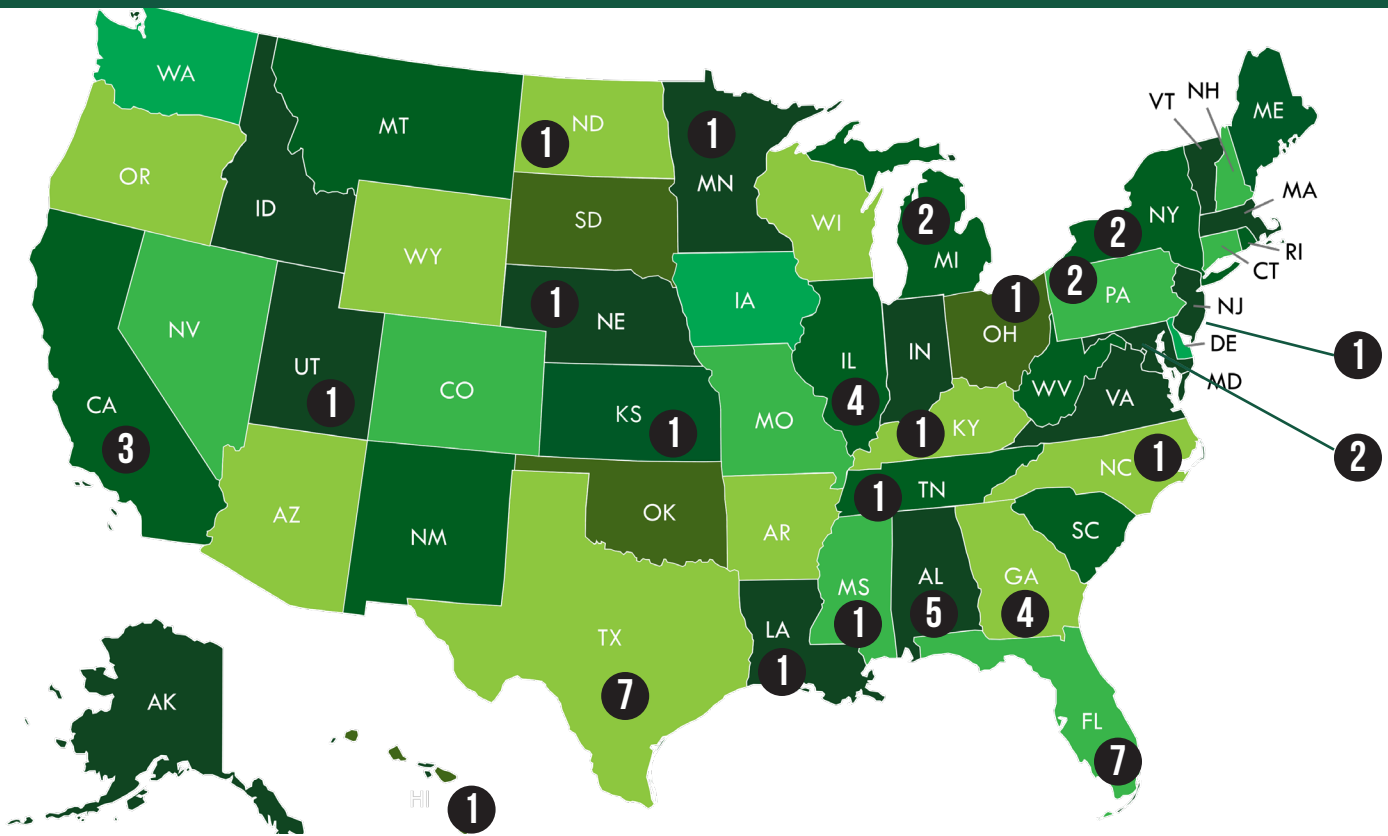 WA
MT
ND
1
MN
1
OR
ID
WY
SD
WI
MI
2
VT
NH
ME
NY
2
MA
RI
CT
NV
UT
1
CO
NE
1
IA
IL
4
IN
OH
1
PA
2
NJ
1
DE
MD
2
CA
3
KS
1
MO
KY
1
WV
VA
AZ
NM
OK
AR
TN
1
NC
1
SC
TX
7
LA
1
MS
1
AL
5
GA
4
FL
7
AK
HI
1